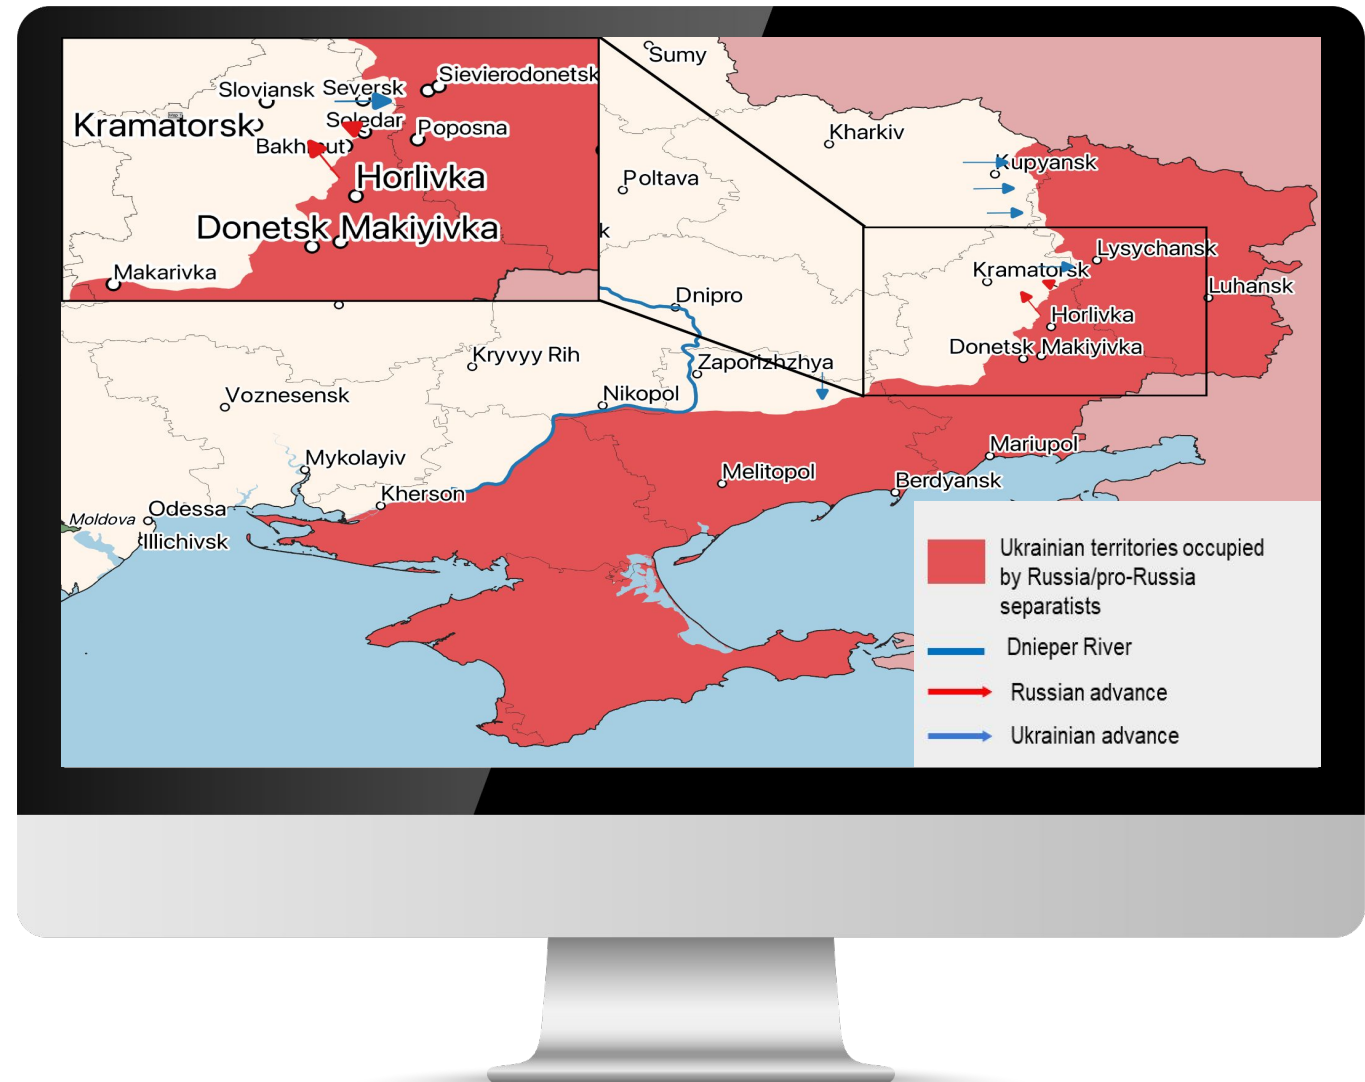 Sumy
Sievierodonetsk
Sloviansk
Seversk
Kramatorsk
Soledar
Poposna
Bakhmut
Horlivka
Donetsk
Makiyivka
Makarivka
Kharkiv
Kupyansk
Poltava
k
Lysychansk
Kramatorsk
Luhansk
Dnipro
Horlivka
Donetsk
Makiyivka
Kryvyy Rih
Zaporizhzhya
Voznesensk
Nikopol
Mykolayiv
Mariupol
Melitopol
Berdyansk
Kherson
Moldova
Odessa
Illichivsk
Ukrainian territories occupied
by Russia/pro-Russia
separatists
Dnieper River
Russian advance
Ukrainian advance